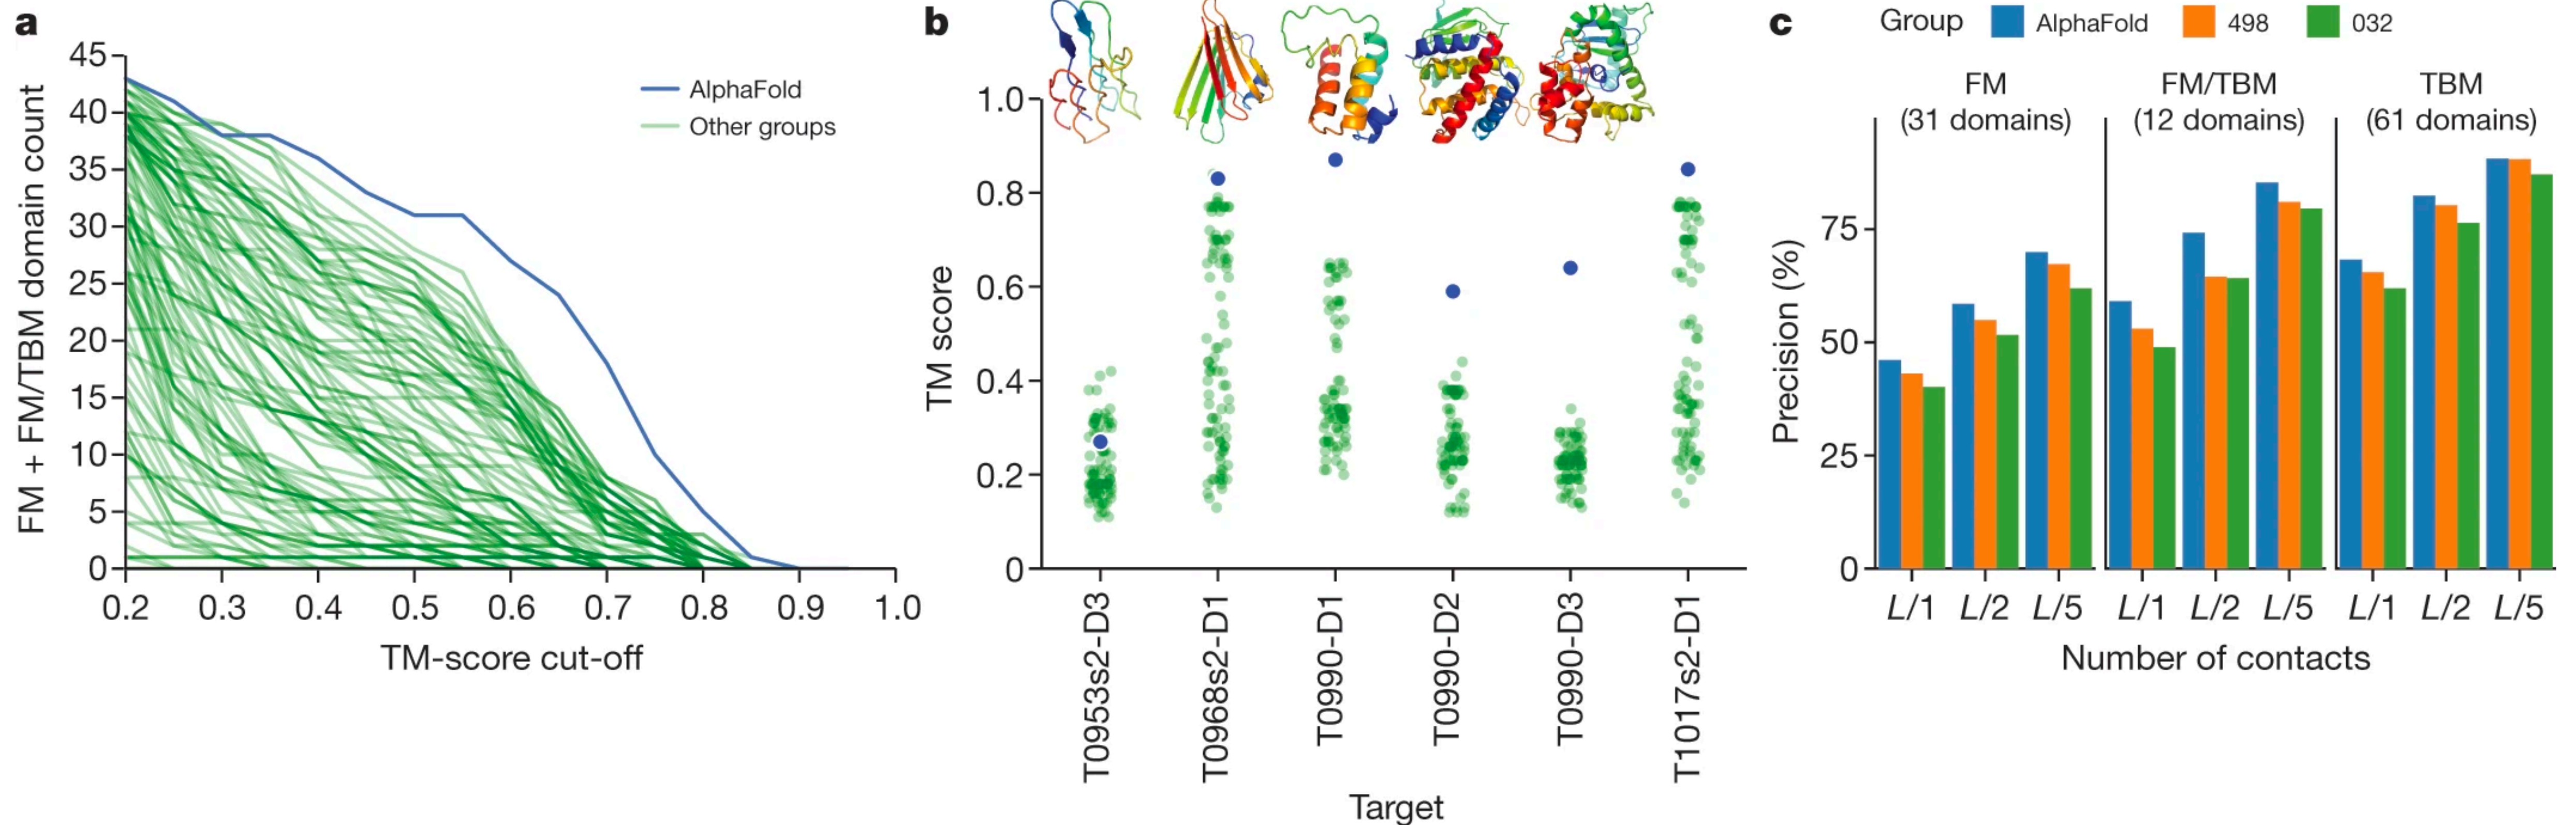 a
FM + FM/TBM domain count
45
40
35
30
25
20
15
10
5
0
0.2 0.3 0.4 0.5 0.6 0.7 0.8 0.9 1.0
TM-score cut-off
AlphaFold
Other groups
b
TM score
1.0
0.8
0.6
0.4
0.2
0
T0953s2-D3
T0968s2-D1
T0990-D1
T0990-D2
T0990-D3
T1017s2-D1
Target
c
Group AlphaFold 498 032
FM
(31 domains)
FM/TBM
(12 domains)
TBM
(61 domains)
Precision (%)
75
50
25
0
L/1 L/2 L/5 L/1 L/2 L/5 L/1 L/2 L/5
Number of contacts